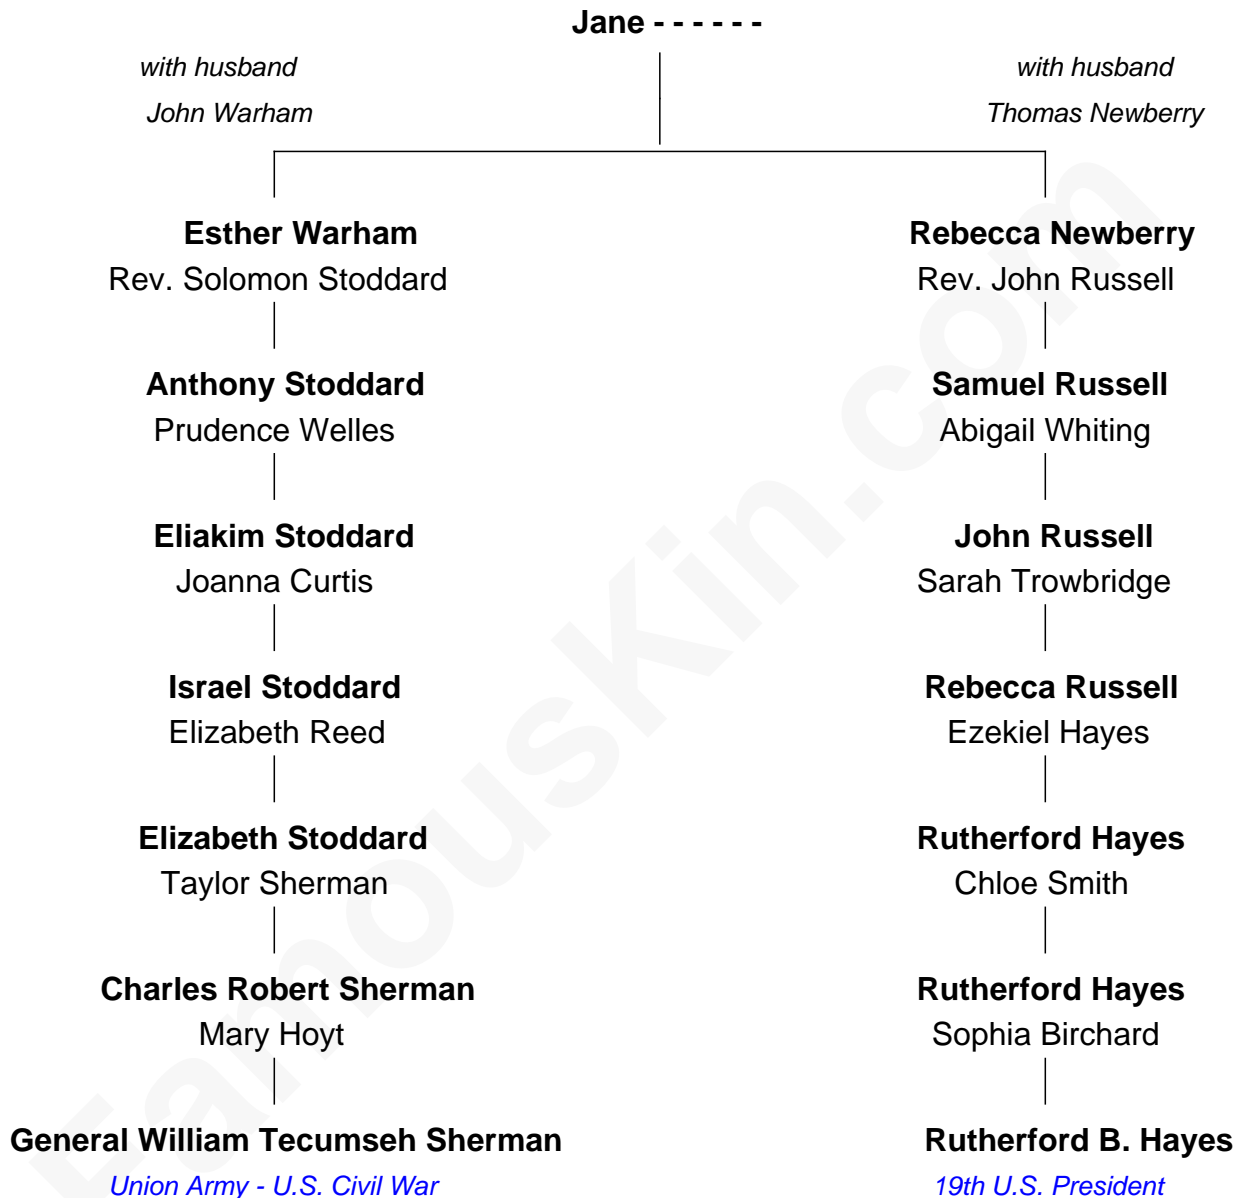 Jane - - - - - -
with husband
John Warham
with husband
Thomas Newberry
Esther Warham
Rev. Solomon Stoddard
Rebecca Newberry
Rev. John Russell
Anthony Stoddard
Prudence Welles
Samuel Russell
Abigail Whiting
Eliakim Stoddard
Joanna Curtis
John Russell
Sarah Trowbridge
Israel Stoddard
Elizabeth Reed
Rebecca Russell
Ezekiel Hayes
Elizabeth Stoddard
Taylor Sherman
Rutherford Hayes
Chloe Smith
Charles Robert Sherman
Mary Hoyt
Rutherford Hayes
Sophia Birchard
General William Tecumseh Sherman
Union Army - U.S. Civil War
Rutherford B. Hayes
19th U.S. President
FamousKin.com